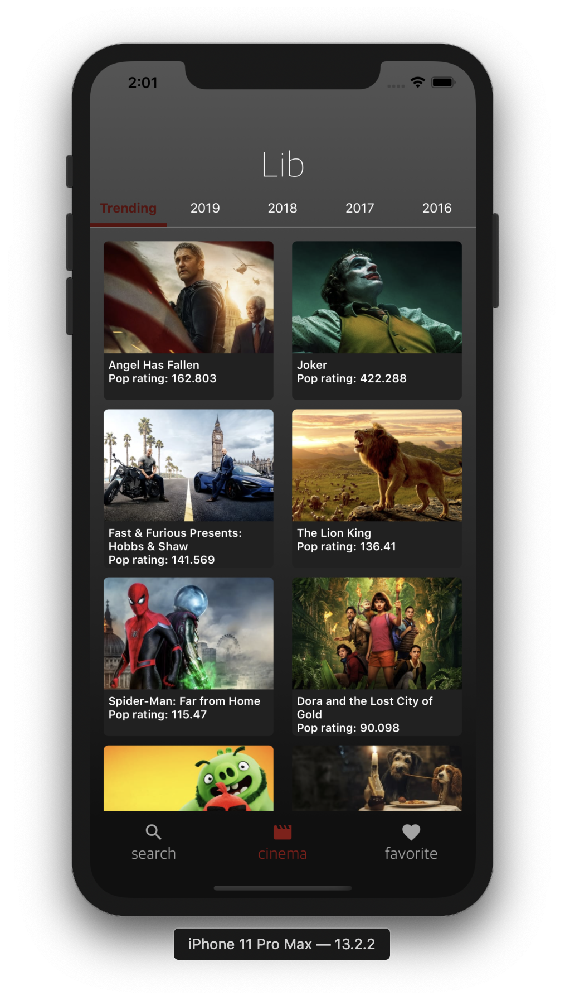 2:01
Lib
Trending 2019 2018 2017 2016
Angel Has Fallen
Pop rating: 162.803
Joker
Pop rating: 422.288
Fast & Furious Presents:
Hobbs & Shaw
Pop rating: 141.569
The Lion King
Pop rating: 136.41
Spider-Man: Far from Home
Pop rating: 115.47
Dora and the Lost City of
Gold
Pop rating: 90.098
search cinema favorite
iPhone 11 Pro Max — 13.2.2